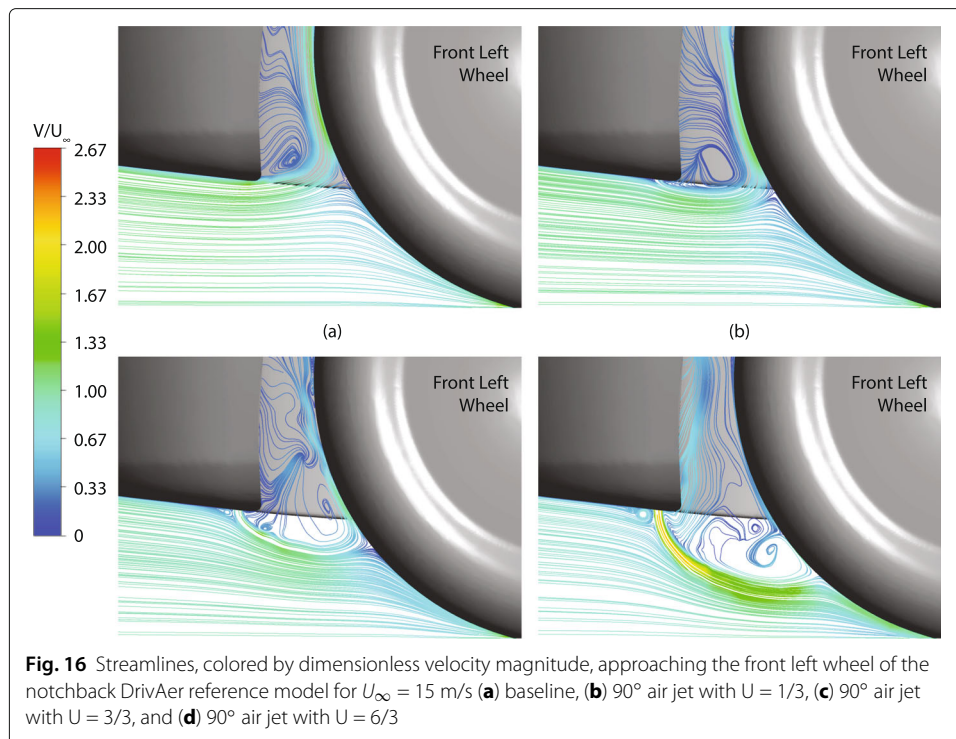 Front Left
Wheel
Front Left
Wheel
V/U∞
2.67
2.33
2.00
1.67
1.33
1.00
0.67
0.33
0
(a)
(b)
Front Left
Wheel
Front Left
Wheel
Fig. 16 Streamlines, colored by dimensionless velocity magnitude, approaching the front left wheel of the
notchback DrivAer reference model for U∞ = 15 m/s (a) baseline, (b) 90° air jet with U = 1/3, (c) 90° air jet
with U = 3/3, and (d) 90° air jet with U = 6/3